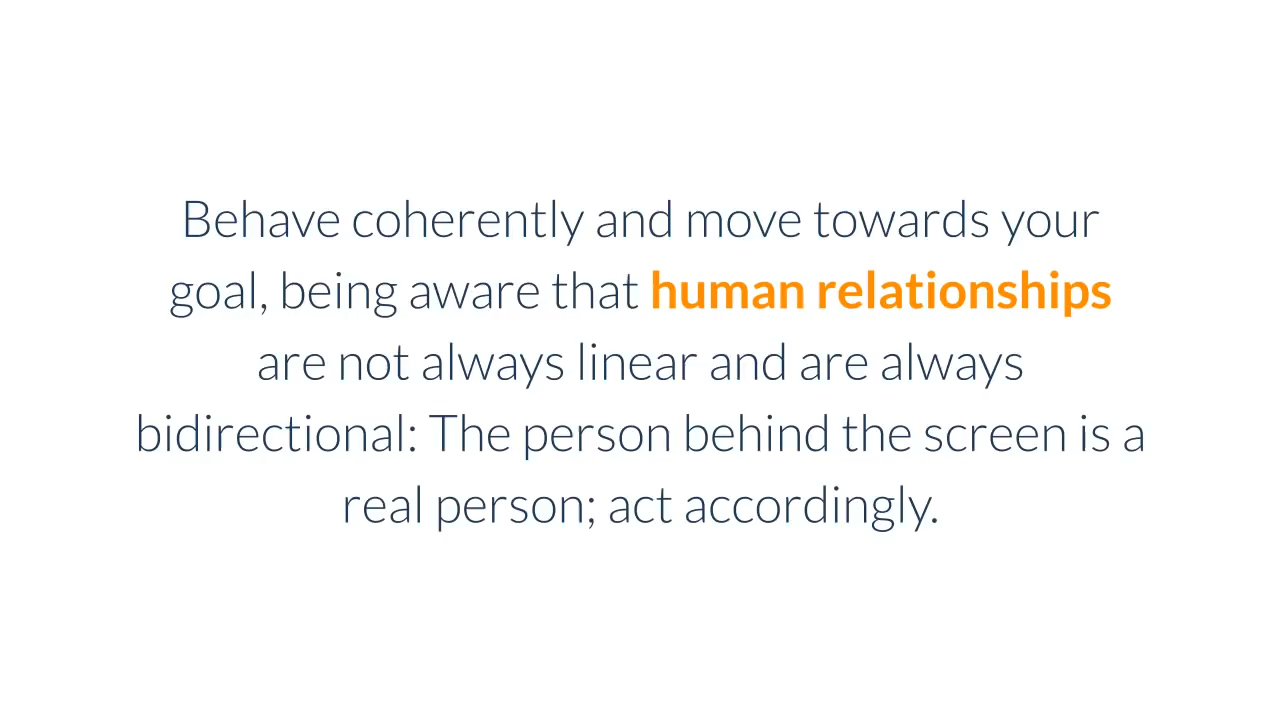 Behave coherently and move towards your
goal, being aware that human relationships
are not always linear and are always
bidirectional: The person behind the screen is a
real person; act accordingly.